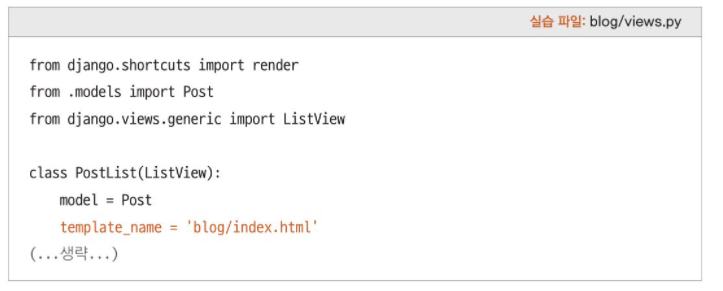 실습 파일: blog/views.py
from django.shortcuts import render
from .models import Post
from django.views.generic import ListView
class PostList(ListView):
    model = Post
    template_name = 'blog/index.html'
(...생략...)